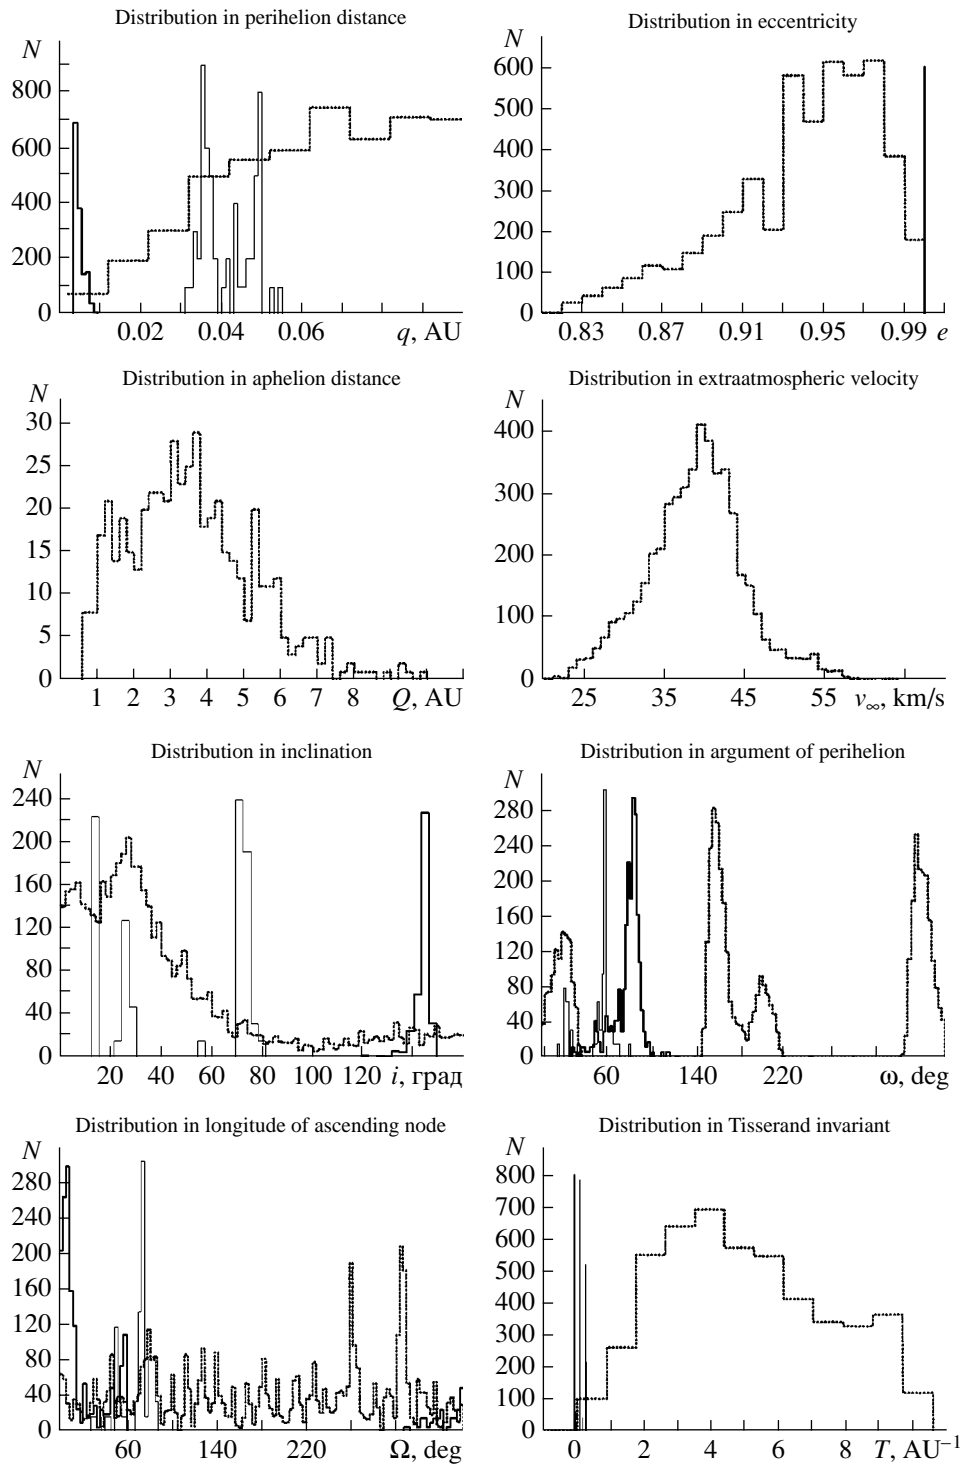 Distribution in perihelion distance
N
800
600
400
200
0
0.02 0.04 0.06 q, AU
Distribution in eccentricity
N
600
500
400
300
200
100
0
0.83 0.87 0.91 0.95 0.99 e
Distribution in aphelion distance
N
30
25
20
15
10
5
0
1 2 3 4 5 6 7 8 Q, AU
Distribution in extraatmospheric velocity
N
400
300
200
100
0
25 35 45 55 v∞, km/s
Distribution in inclination
N
240
200
160
120
80
40
0
20 40 60 80 100 120 i, град
Distribution in argument of perihelion
N
280
240
200
160
120
80
40
0
60 140 220 ω, deg
Distribution in longitude of ascending node
N
280
240
200
160
120
80
40
0
60 140 220 Ω, deg
Distribution in Tisserand invariant
N
800
700
600
500
400
300
200
100
0
0 2 4 6 8 T, AU⁻¹